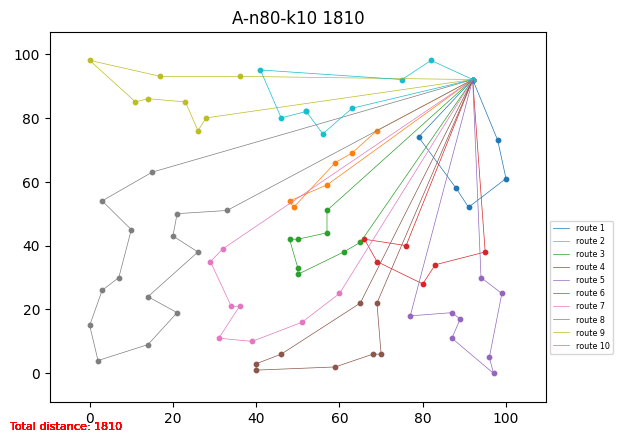 A-n80-k10 1810
100
80
60
40
20
0
0 20 40 60 80 100
route 1
route 2
route 3
route 4
route 5
route 6
route 7
route 8
route 9
route 10
Total distance: 1810